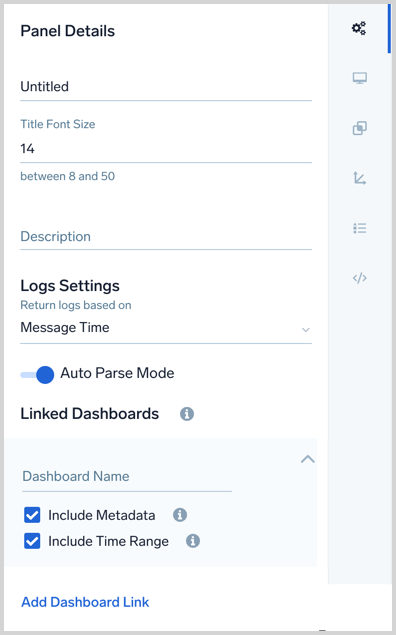 Panel Details
Untitled
Title Font Size
14
between 8 and 50
Description
Logs Settings
Return logs based on
Message Time
Auto Parse Mode
Linked Dashboards
Dashboard Name
Include Metadata
Include Time Range
Add Dashboard Link